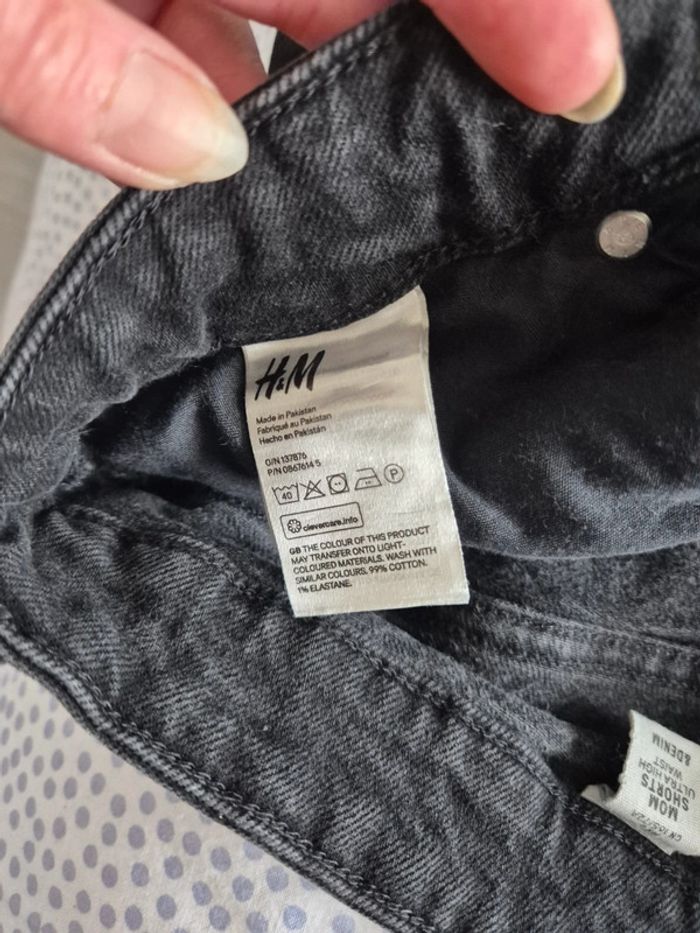 H&M
Made in Pakistan
Fabriqué au Pakistan
Hecho en Pakistán
O/N 137876
P/N 0867614 5
40
P
clevercare.info
GB THE COLOUR OF THIS PRODUCT
MAY TRANSFER ONTO LIGHT-
COLOURED MATERIALS. WASH WITH
SIMILAR COLOURS. 99% COTTON.
1% ELASTANE.
&DENIM
ULTRA HIGH
WAIST
MOM
SHORTS